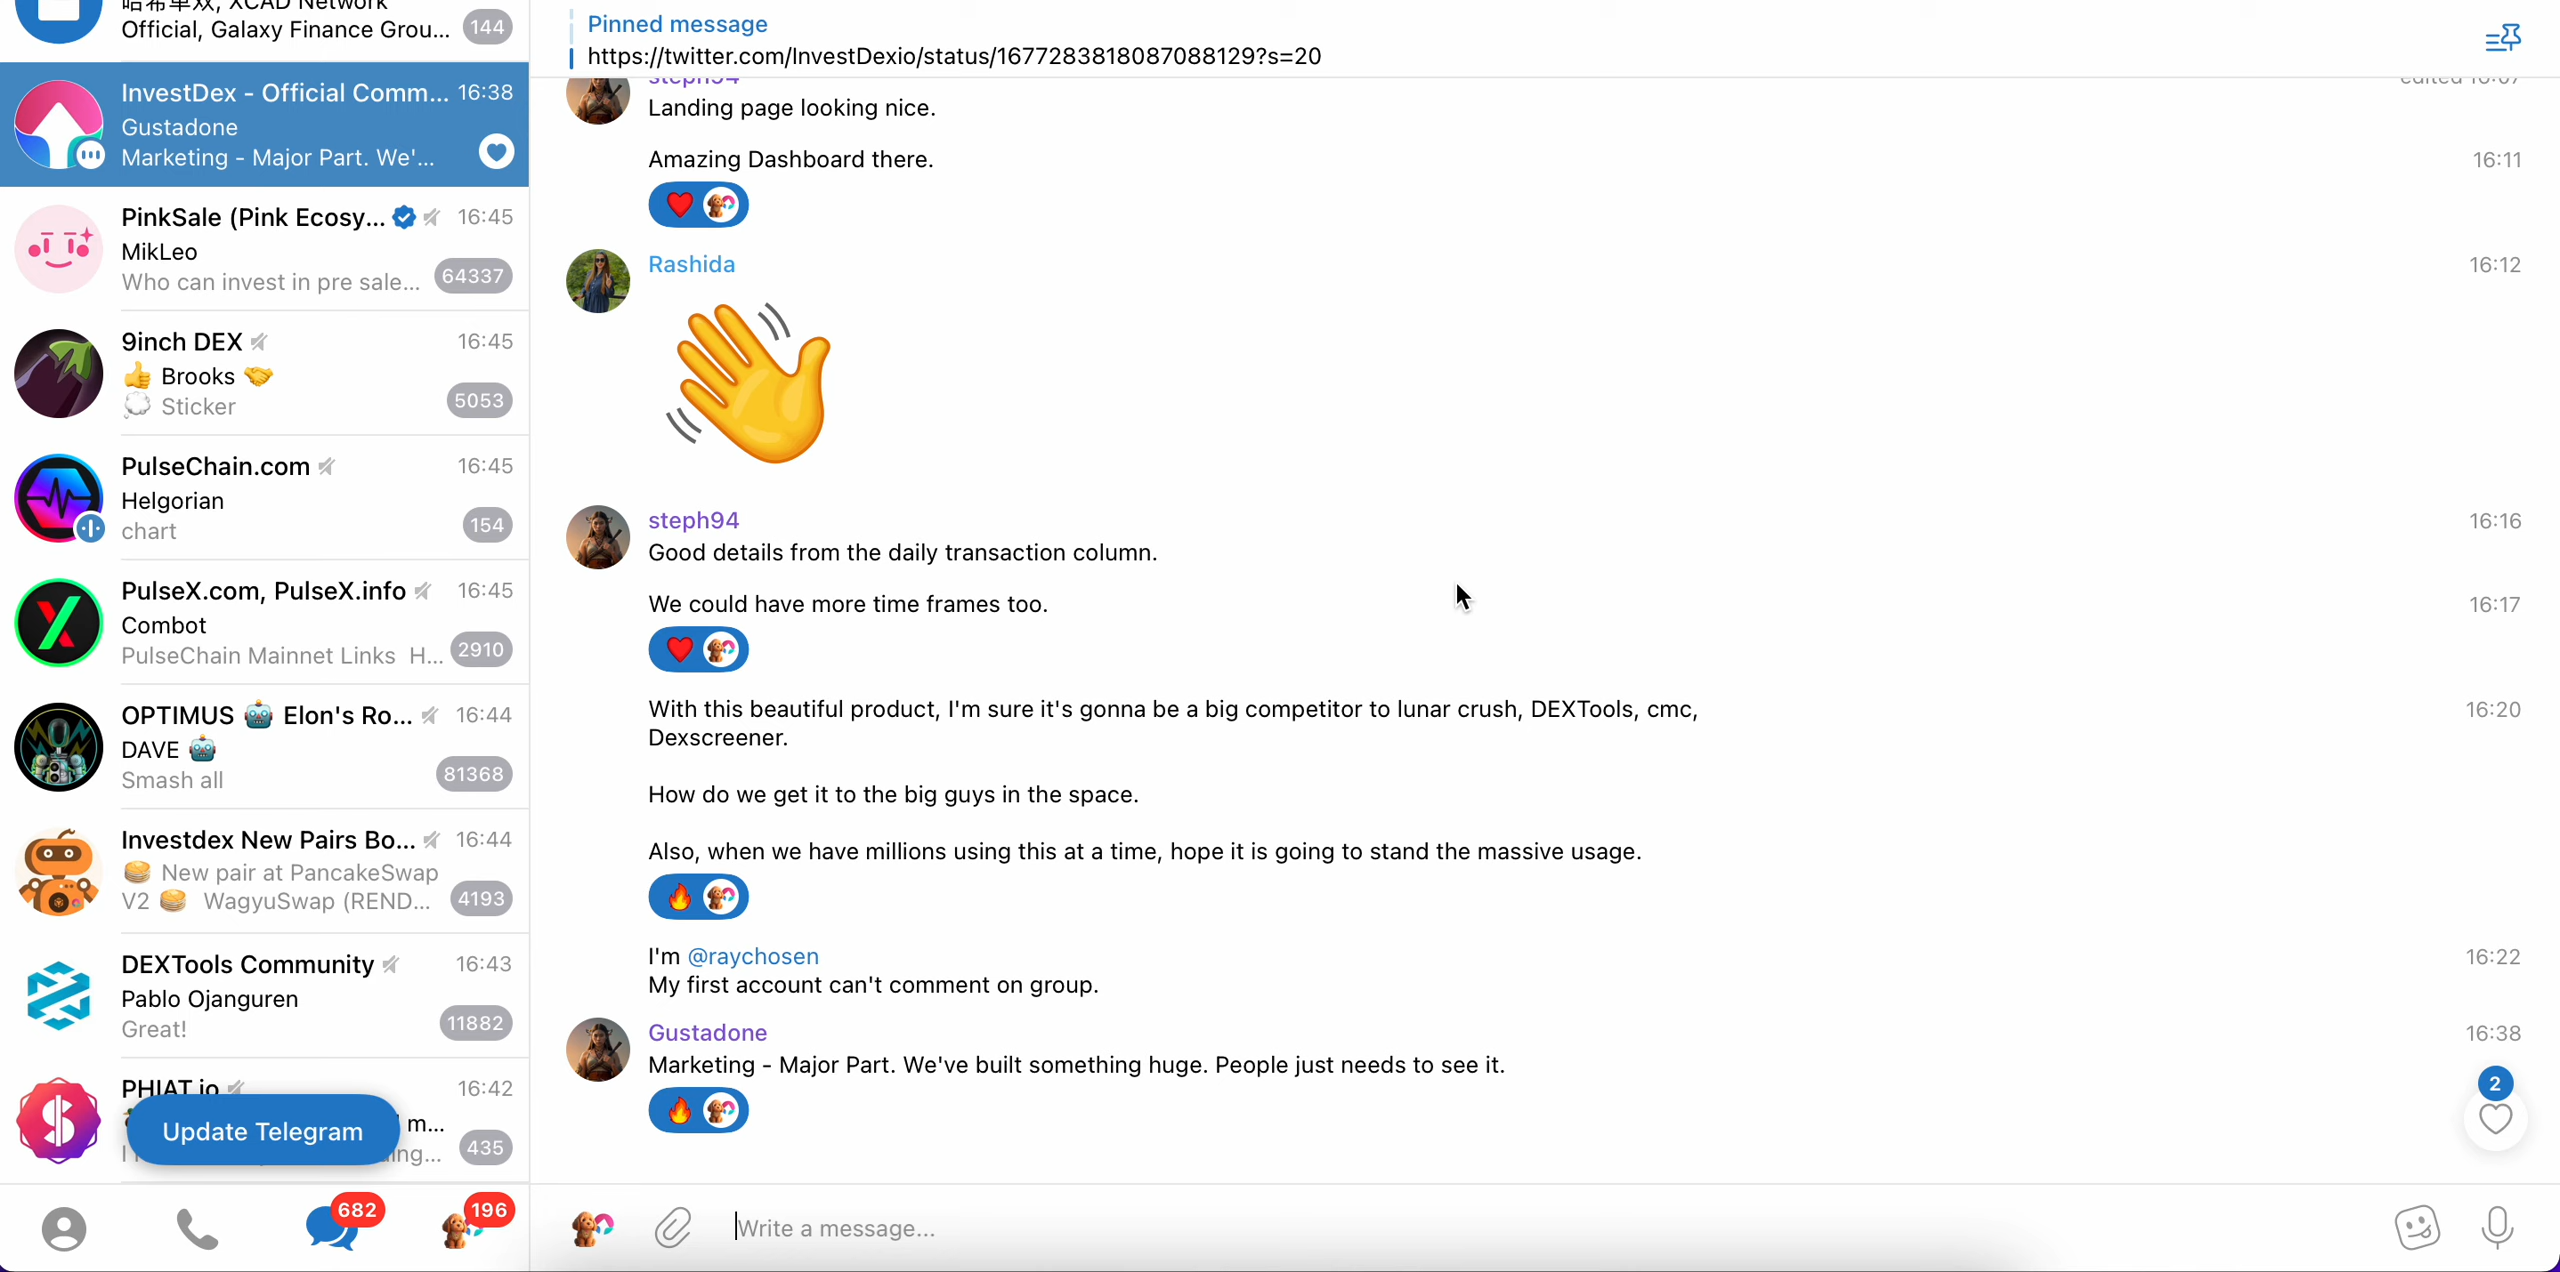 Official, Galaxy Finance Grou... 144
InvestDex - Official Comm... 16:38
Gustadone
Marketing - Major Part. We'...
PinkSale (Pink Ecosy... 16:45
MikLeo
Who can invest in pre sale... 64337
9inch DEX 16:45
👍 Brooks 🤝
Sticker 5053
PulseChain.com 16:45
Helgorian
chart 154
PulseX.com, PulseX.info 16:45
Combot
PulseChain Mainnet Links H... 2910
OPTIMUS 🤖 Elon's Ro... 16:44
DAVE 🤖
Smash all 81368
Investdex New Pairs Bo... 16:44
🥞 New pair at PancakeSwap
V2 🥞 WagyuSwap (REND... 4193
DEXTools Community 16:43
Pablo Ojanguren
Great! 11882
PHIAT.io 16:42
m...
ing... 435
Update Telegram
682
196
Pinned message
https://twitter.com/InvestDexio/status/1677283818087088129?s=20
steph94
Landing page looking nice.
Amazing Dashboard there. 16:11
Rashida 16:12
steph94 16:16
Good details from the daily transaction column.
We could have more time frames too. 16:17
With this beautiful product, I'm sure it's gonna be a big competitor to lunar crush, DEXTools, cmc, 16:20
Dexscreener.
How do we get it to the big guys in the space.
Also, when we have millions using this at a time, hope it is going to stand the massive usage.
I'm @raychosen 16:22
My first account can't comment on group.
Gustadone 16:38
Marketing - Major Part. We've built something huge. People just needs to see it.
2
Write a message...